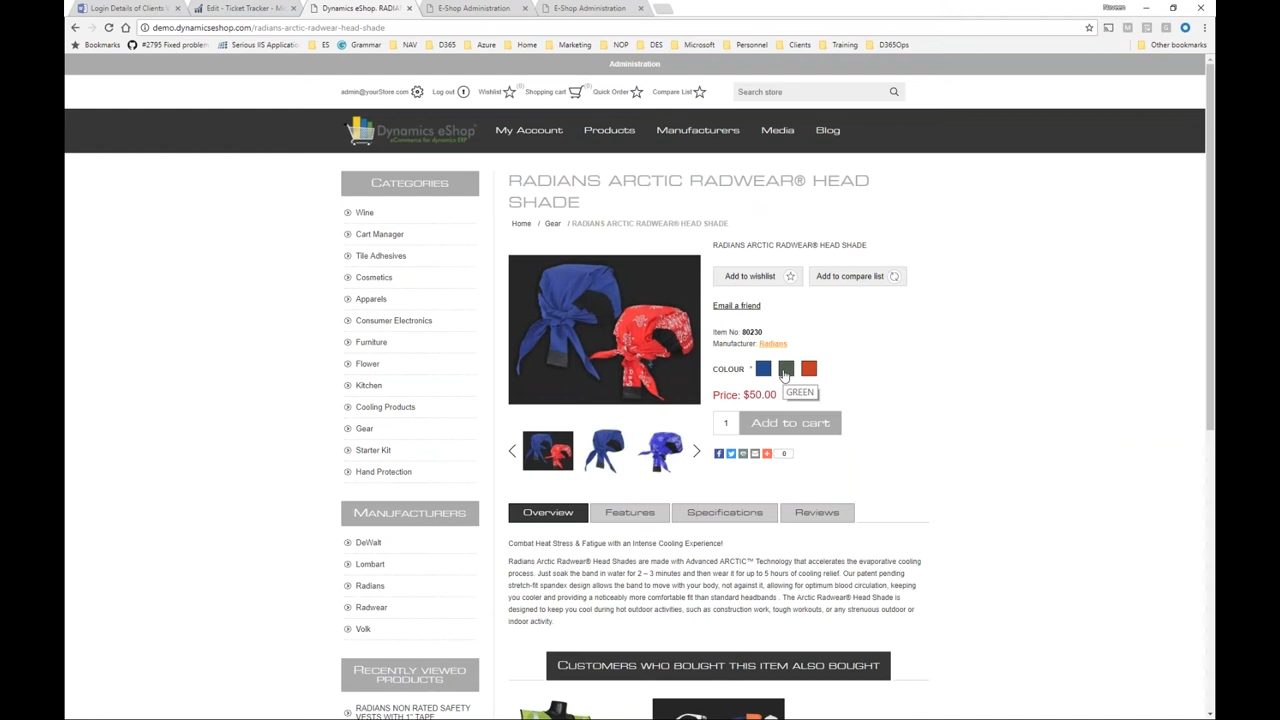 Login Details of Clients V
Edit - Ticket Tracker - Mi
Dynamics eShop. RADIAN
E-Shop Administration
E-Shop Administration
Naveen
demo.dynamicseshop.com/radians-arctic-radwear-head-shade
Bookmarks
#2795 Fixed problem
Serious IIS Applicatio
ES
Grammar
NAV
D365
Azure
Home
Marketing
NOP
DES
Microsoft
Personnel
Clients
Training
D365Ops
Other bookmarks
Administration
admin@yourStore.com
Log out
Wishlist (0)
Shopping cart (0)
Quick Order
Compare List
Search store
Dynamics eShop
eCommerce for dynamics ERP
My Account
Products
Manufacturers
Media
Blog
CATEGORIES
Wine
Cart Manager
Tile Adhesives
Cosmetics
Apparels
Consumer Electronics
Furniture
Flower
Kitchen
Cooling Products
Gear
Starter Kit
Hand Protection
MANUFACTURERS
DeWalt
Lombart
Radians
Radwear
Volk
RECENTLY VIEWED
PRODUCTS
RADIANS NON RATED SAFETY
VESTS WITH 1" TAPE
RADIANS ARCTIC RADWEAR® HEAD
SHADE
Home / Gear / RADIANS ARCTIC RADWEAR® HEAD SHADE
RADIANS ARCTIC RADWEAR® HEAD SHADE
Add to wishlist
Add to compare list
Email a friend
Item No: 80230
Manufacturer: Radians
COLOUR *
Price: $50.00
GREEN
1
Add to cart
0
Overview
Features
Specifications
Reviews
Combat Heat Stress & Fatigue with an Intense Cooling Experience!
Radians Arctic Radwear® Head Shades are made with Advanced ARCTIC™ Technology that accelerates the evaporative cooling
process. Just soak the band in water for 2 – 3 minutes and then wear it for up to 5 hours of cooling relief. Our patent pending
stretch-fit spandex design allows the band to move with your body, not against it, allowing for optimum blood circulation, keeping
you cooler and providing a noticeably more comfortable fit than standard headbands . The Arctic Radwear® Head Shade is
designed to keep you cool during hot outdoor activities, such as construction work, tough workouts, or any strenuous outdoor or
indoor activity.
CUSTOMERS WHO BOUGHT THIS ITEM ALSO BOUGHT